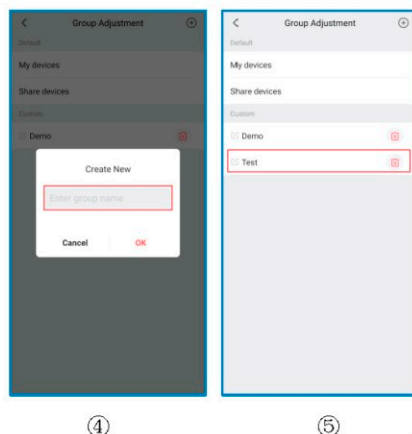 Group Adjustment
Default
My devices
Share devices
Custom
Demo
Create New
Enter group name
Cancel
OK
④
Group Adjustment
Default
My devices
Share devices
Custom
Demo
Test
⑤